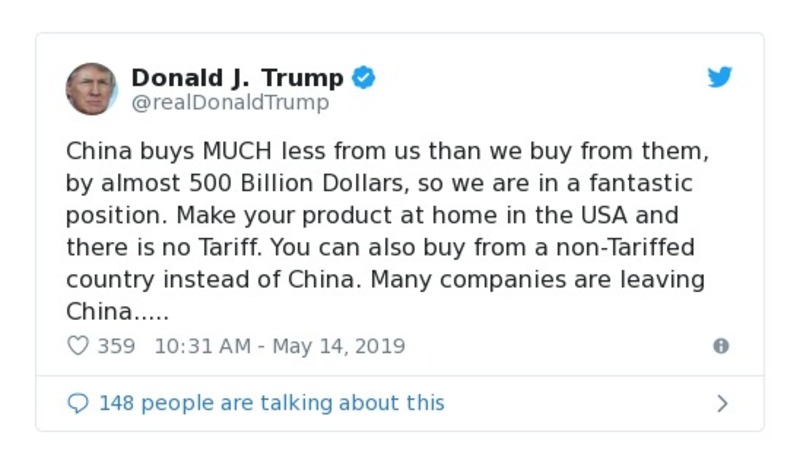 Donald J. Trump
@realDonaldTrump
China buys MUCH less from us than we buy from them,
by almost 500 Billion Dollars, so we are in a fantastic
position. Make your product at home in the USA and
there is no Tariff. You can also buy from a non-Tariffed
country instead of China. Many companies are leaving
China.....
359 10:31 AM - May 14, 2019
148 people are talking about this